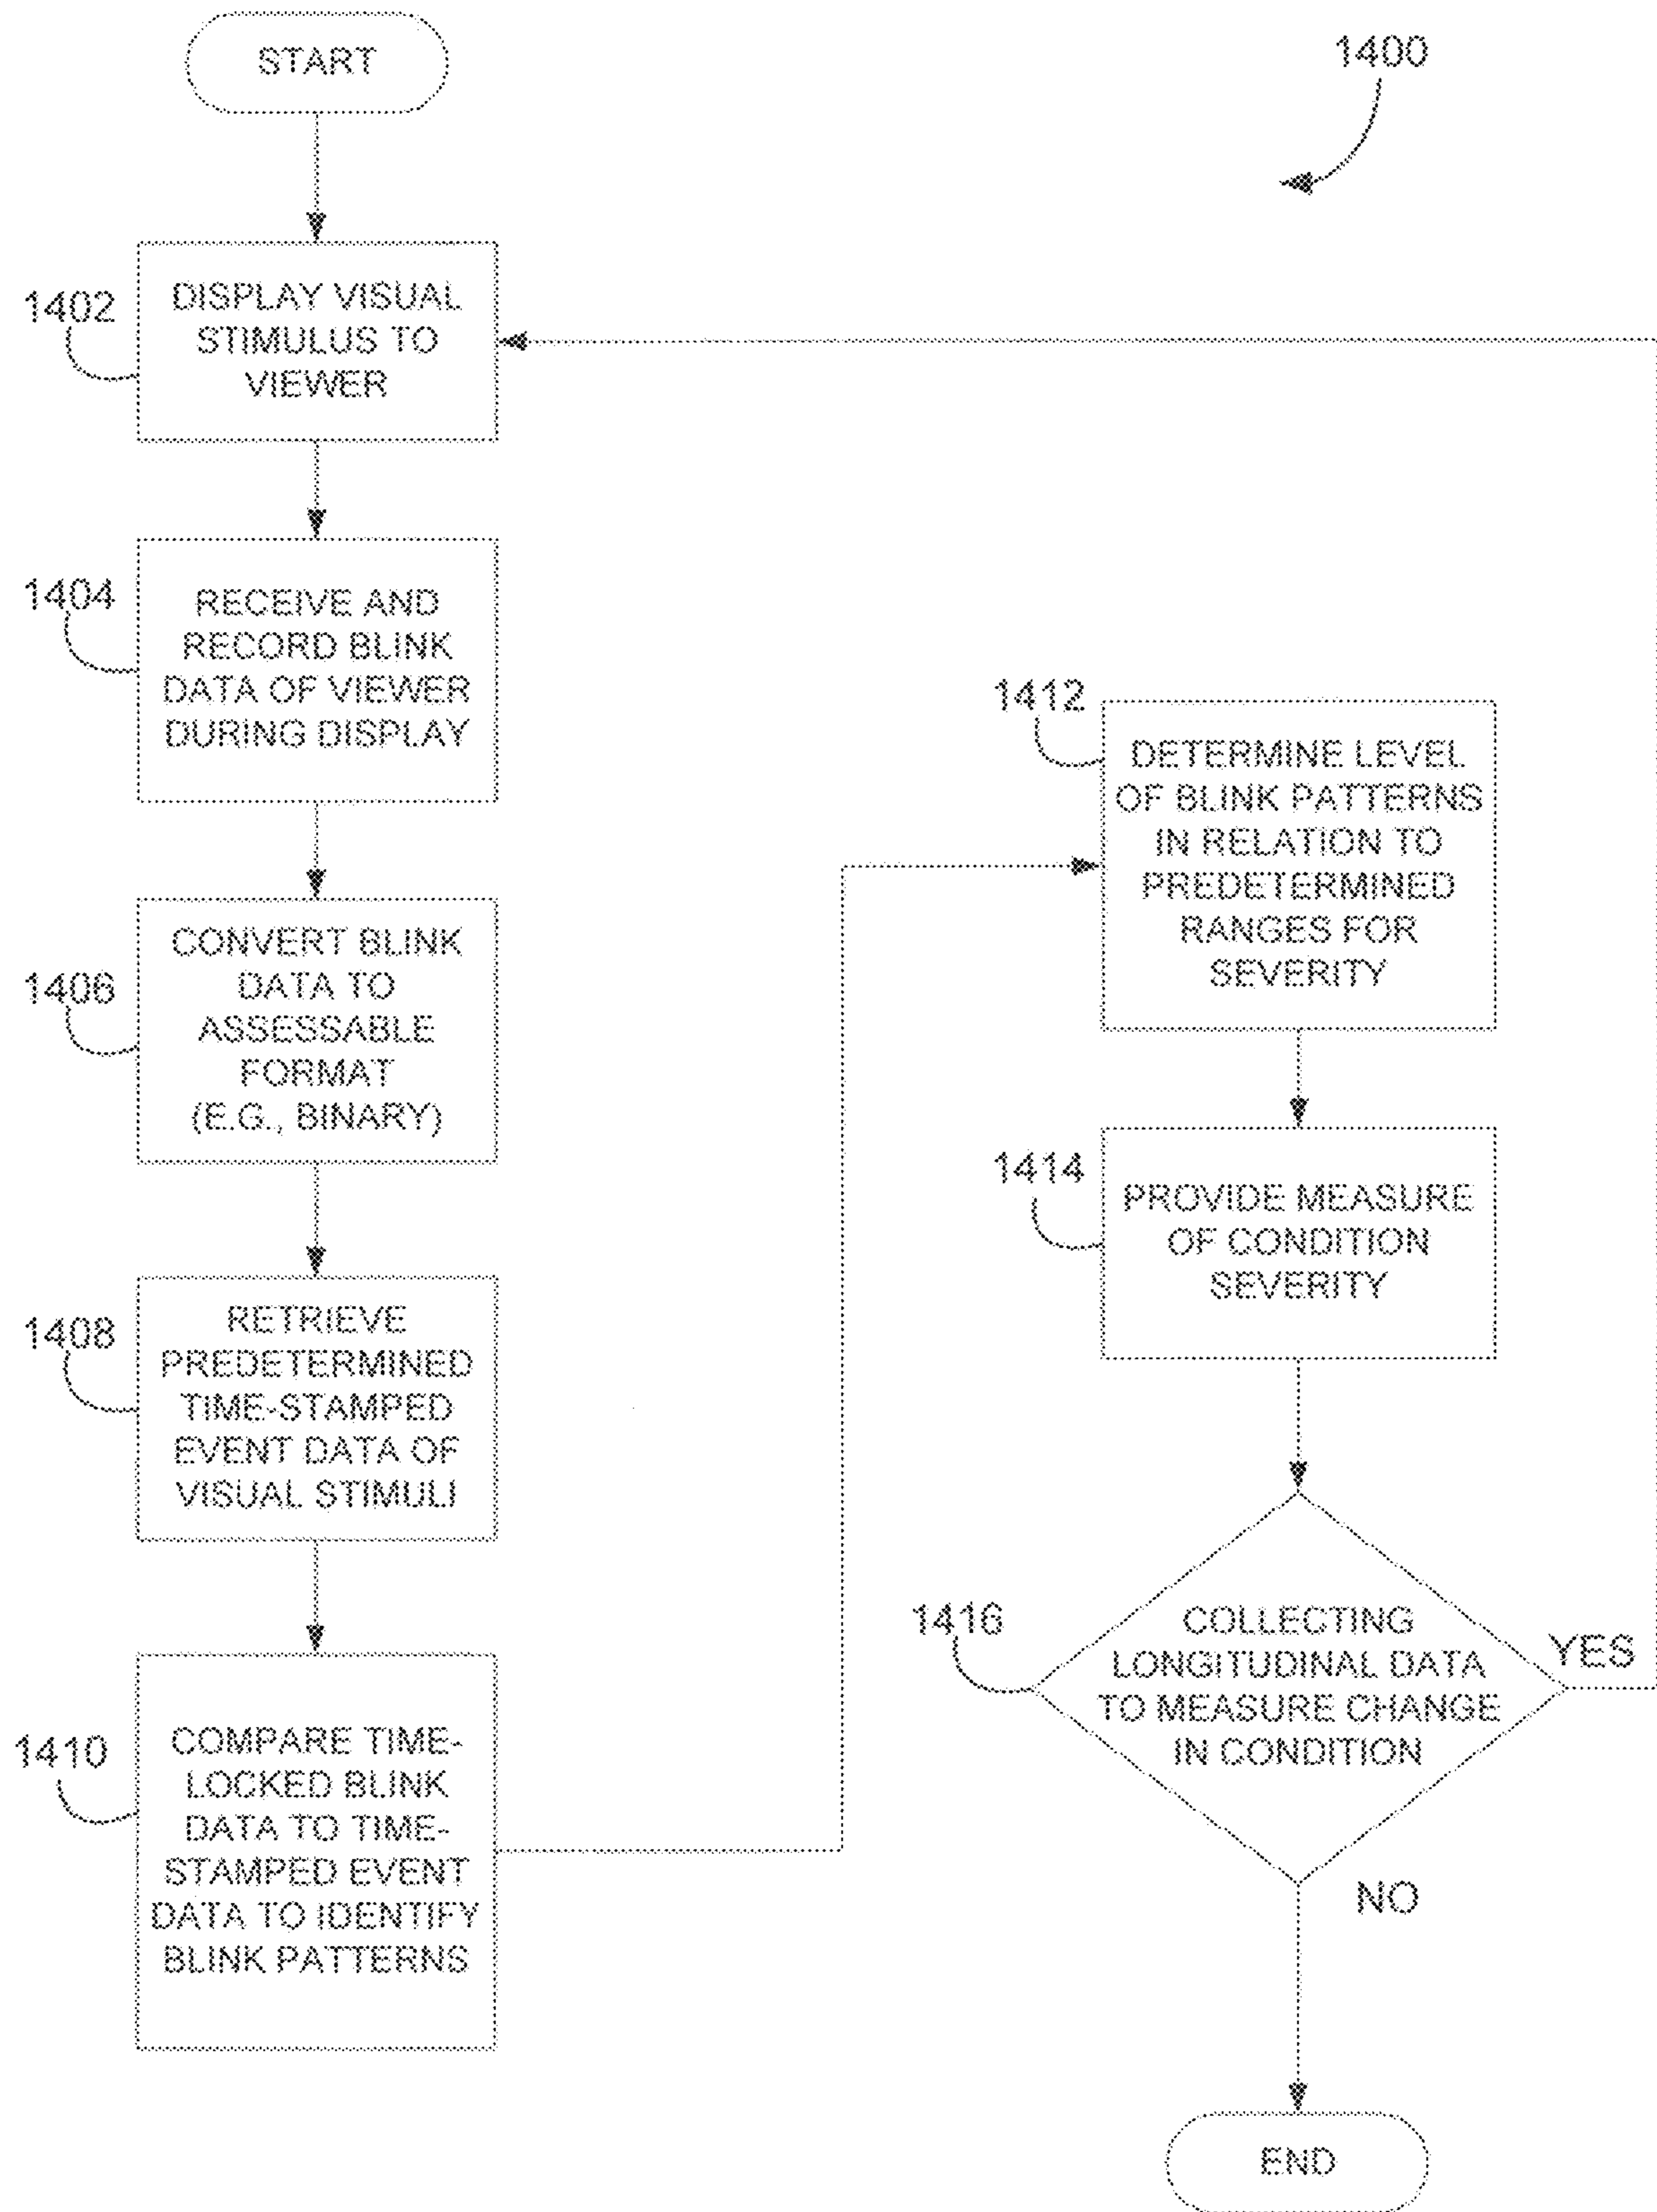 START
1400
1402
DISPLAY VISUAL
STIMULUS TO
VIEWER
1404
RECEIVE AND
RECORD BLINK
DATA OF VIEWER
DURING DISPLAY
1406
CONVERT BLINK
DATA TO
ASSESSABLE
FORMAT
(E.G., BINARY)
1408
RETRIEVE
PREDETERMINED
TIME-STAMPED
EVENT DATA OF
VISUAL STIMULI
1410
COMPARE TIME-
LOCKED BLINK
DATA TO TIME-
STAMPED EVENT
DATA TO IDENTIFY
BLINK PATTERNS
1412
DETERMINE LEVEL
OF BLINK PATTERNS
IN RELATION TO
PREDETERMINED
RANGES FOR
SEVERITY
1414
PROVIDE MEASURE
OF CONDITION
SEVERITY
1416
COLLECTING
LONGITUDINAL DATA
TO MEASURE CHANGE
IN CONDITION
YES
NO
END